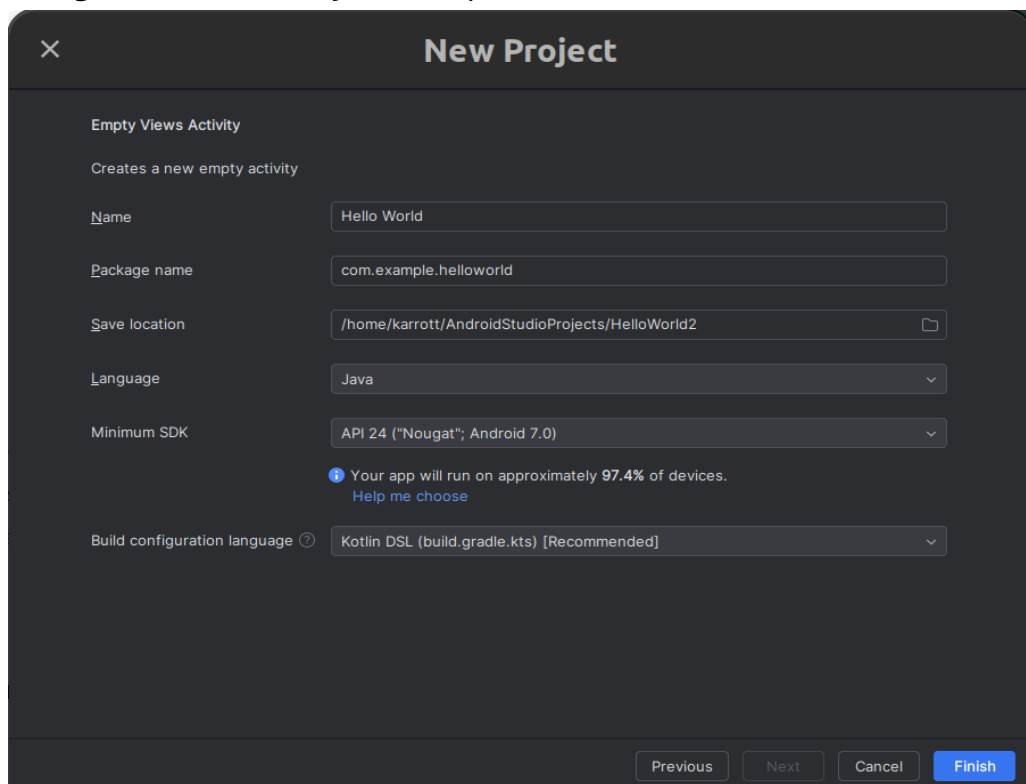 New Project
Empty Views Activity
Creates a new empty activity
Name
Hello World
Package name
com.example.helloworld
Save location
/home/karrott/AndroidStudioProjects/HelloWorld2
Language
Java
Minimum SDK
API 24 ("Nougat"; Android 7.0)
Your app will run on approximately 97.4% of devices.
Help me choose
Build configuration language
Kotlin DSL (build.gradle.kts) [Recommended]
Previous
Next
Cancel
Finish